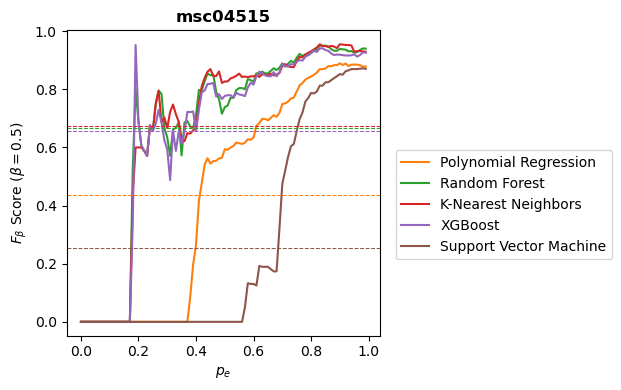 msc04515
F_β Score (β = 0.5)
1.0
0.8
0.6
0.4
0.2
0.0
0.0 0.2 0.4 0.6 0.8 1.0
p_e
Polynomial Regression
Random Forest
K-Nearest Neighbors
XGBoost
Support Vector Machine